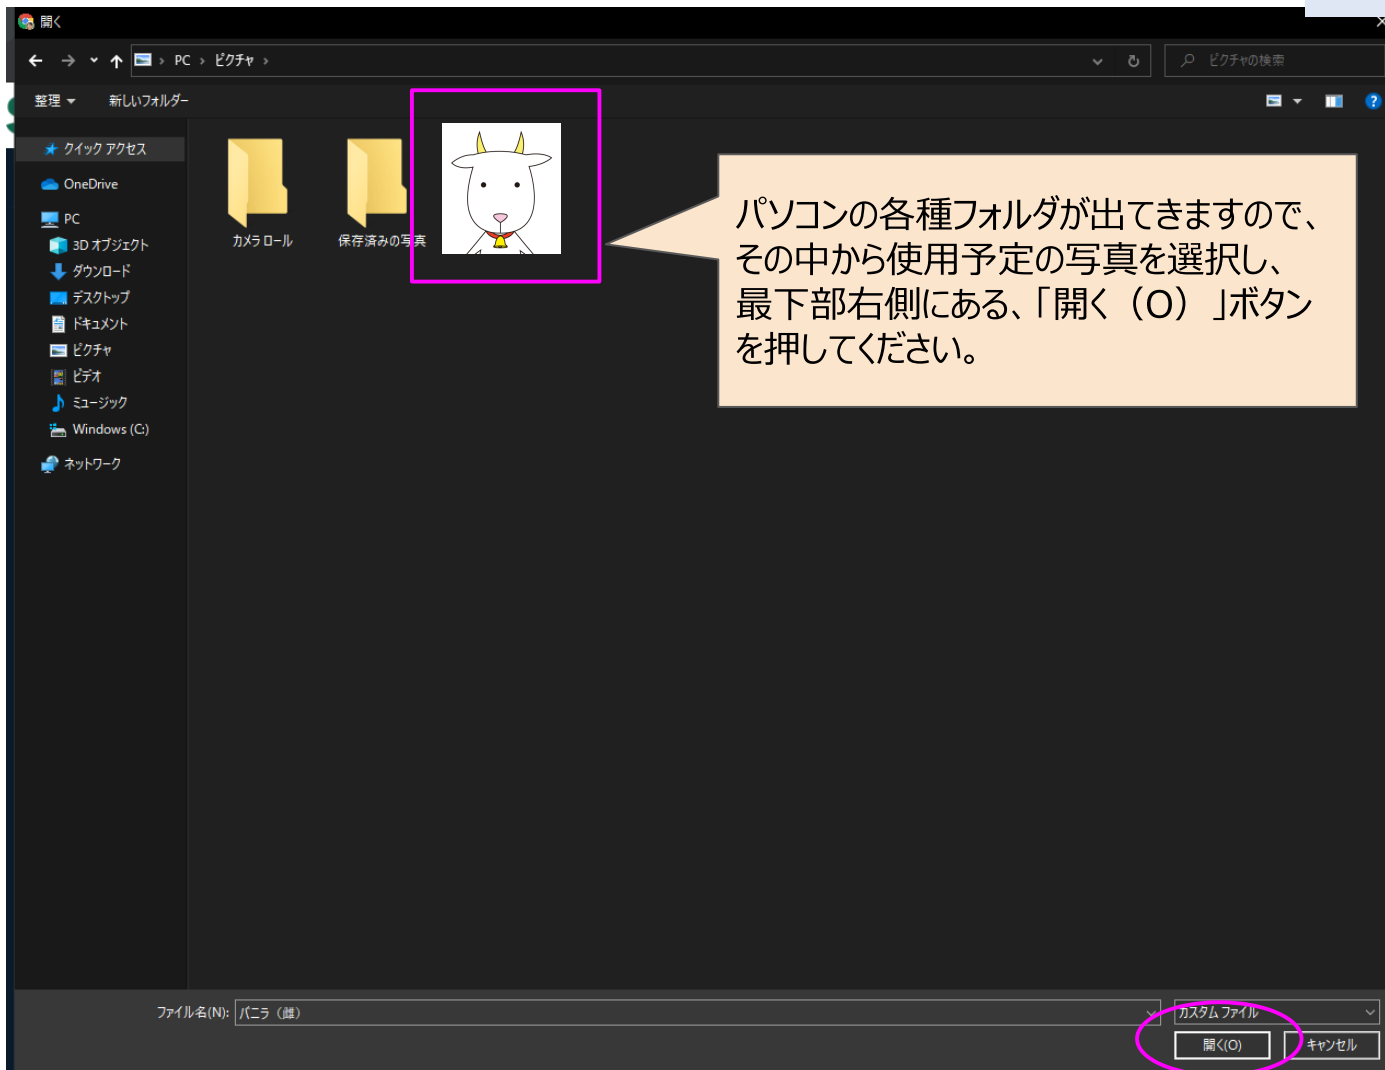 開く
PC › ピクチャ ›
ピクチャの検索
整理
新しいフォルダー
クイック アクセス
OneDrive
PC
3D オブジェクト
ダウンロード
デスクトップ
ドキュメント
ピクチャ
ビデオ
ミュージック
Windows (C:)
ネットワーク
カメラ ロール
保存済みの写真
パソコンの各種フォルダが出てきますので、
その中から使用予定の写真を選択し、
最下部右側にある、「開く（O）」ボタン
を押してください。
ファイル名(N):
バニラ（雌）
カスタム ファイル
開く(O)
キャンセル